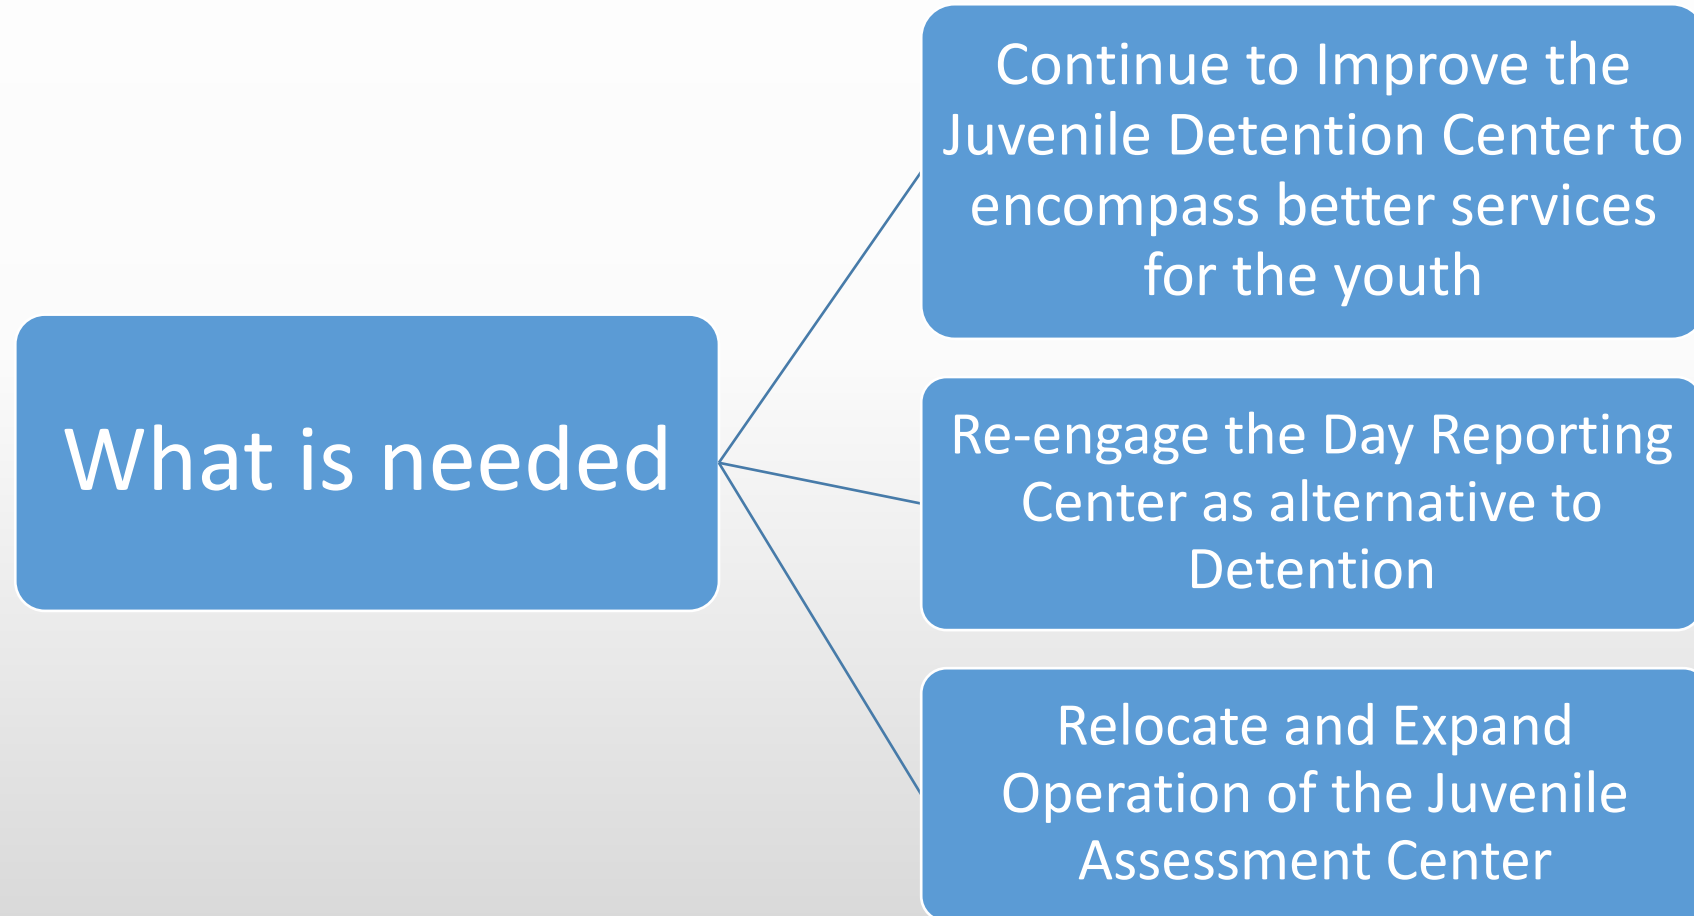 What is needed
Continue to Improve the
Juvenile Detention Center to
encompass better services
for the youth
Re-engage the Day Reporting
Center as alternative to
Detention
Relocate and Expand
Operation of the Juvenile
Assessment Center